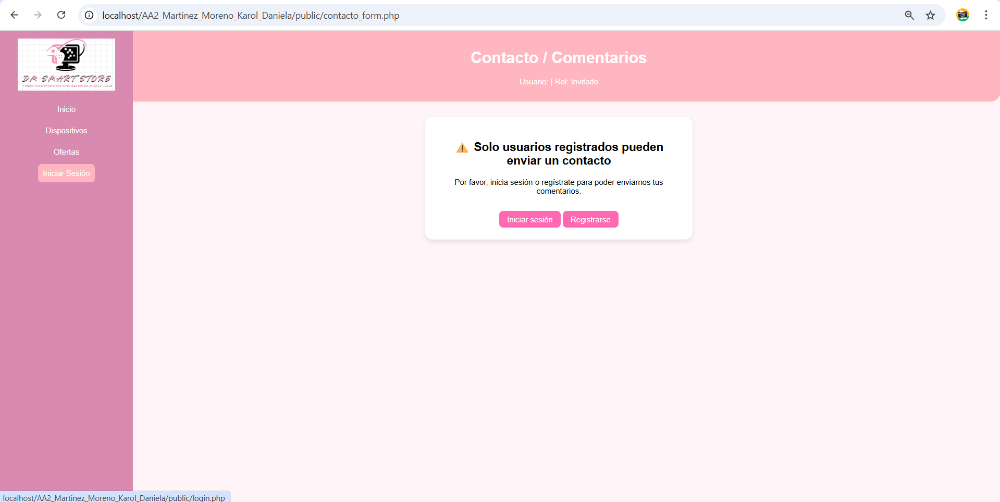 localhost/AA2_Martinez_Moreno_Karol_Daniela/public/contacto_form.php
DM SMART STORE
TODOS TUS DISPOSITIVOS INTELIGENTES EN UN SOLO LUGAR
Inicio
Dispositivos
Ofertas
Iniciar Sesión
Contacto / Comentarios
Usuario: | Rol: Invitado
⚠️ Solo usuarios registrados pueden
enviar un contacto
Por favor, inicia sesión o regístrate para poder enviarnos tus
comentarios.
Iniciar sesión Registrarse
localhost/AA2_Martinez_Moreno_Karol_Daniela/public/login.php